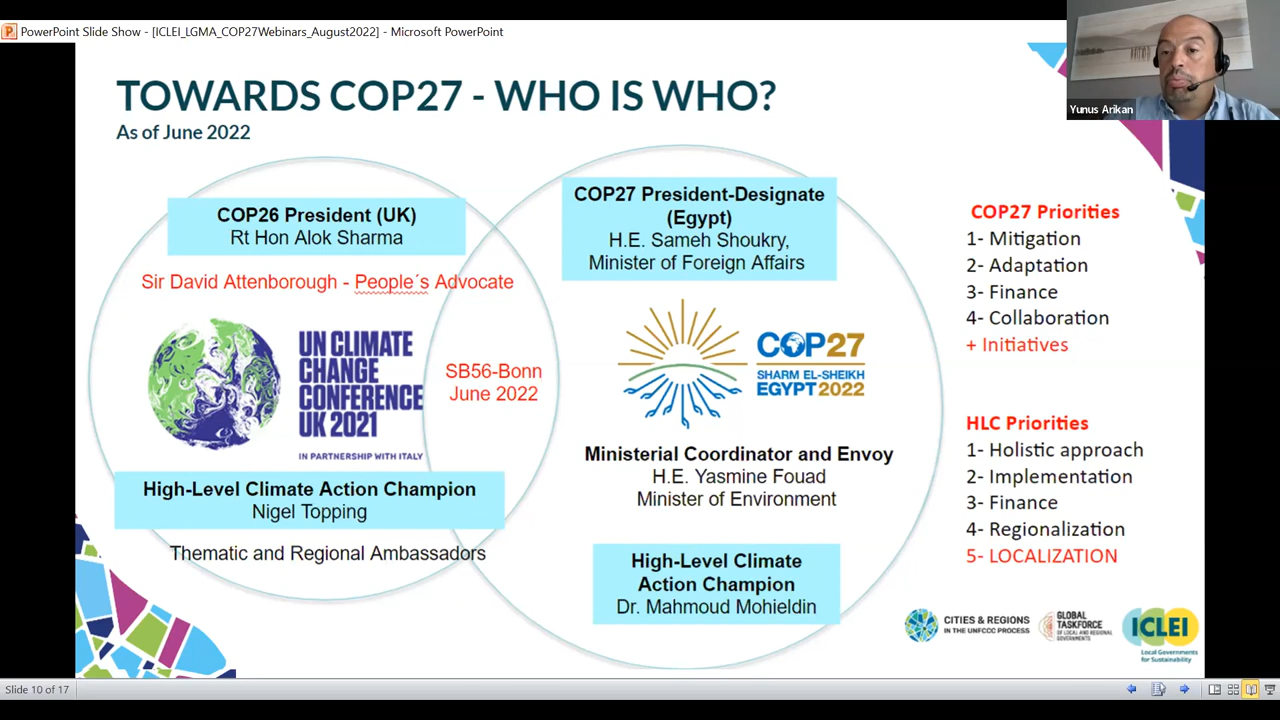 PowerPoint Slide Show - [ICLEI_LGMA_COP27Webinars_August2022] - Microsoft PowerPoint
Yunus Arikan
TOWARDS COP27 - WHO IS WHO?
As of June 2022
COP26 President (UK)
Rt Hon Alok Sharma
Sir David Attenborough - People´s Advocate
UN CLIMATE
CHANGE
CONFERENCE
UK 2021
IN PARTNERSHIP WITH ITALY
High-Level Climate Action Champion
Nigel Topping
Thematic and Regional Ambassadors
SB56-Bonn
June 2022
COP27 President-Designate
(Egypt)
H.E. Sameh Shoukry,
Minister of Foreign Affairs
COP27
SHARM EL-SHEIKH
EGYPT2022
Ministerial Coordinator and Envoy
H.E. Yasmine Fouad
Minister of Environment
High-Level Climate
Action Champion
Dr. Mahmoud Mohieldin
COP27 Priorities
1- Mitigation
2- Adaptation
3- Finance
4- Collaboration
+ Initiatives
HLC Priorities
1- Holistic approach
2- Implementation
3- Finance
4- Regionalization
5- LOCALIZATION
CITIES & REGIONS
IN THE UNFCCC PROCESS
GLOBAL
TASKFORCE
OF LOCAL AND REGIONAL
GOVERNMENTS
ICLEI
Local Governments
for Sustainability
Slide 10 of 17